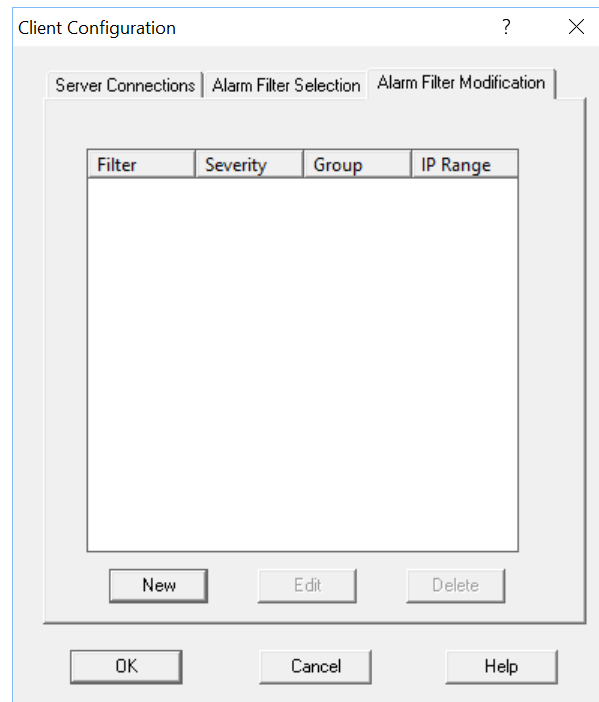 Client Configuration ?
Server Connections Alarm Filter Selection Alarm Filter Modification
Filter Severity Group IP Range
New Edit Delete
OK Cancel Help